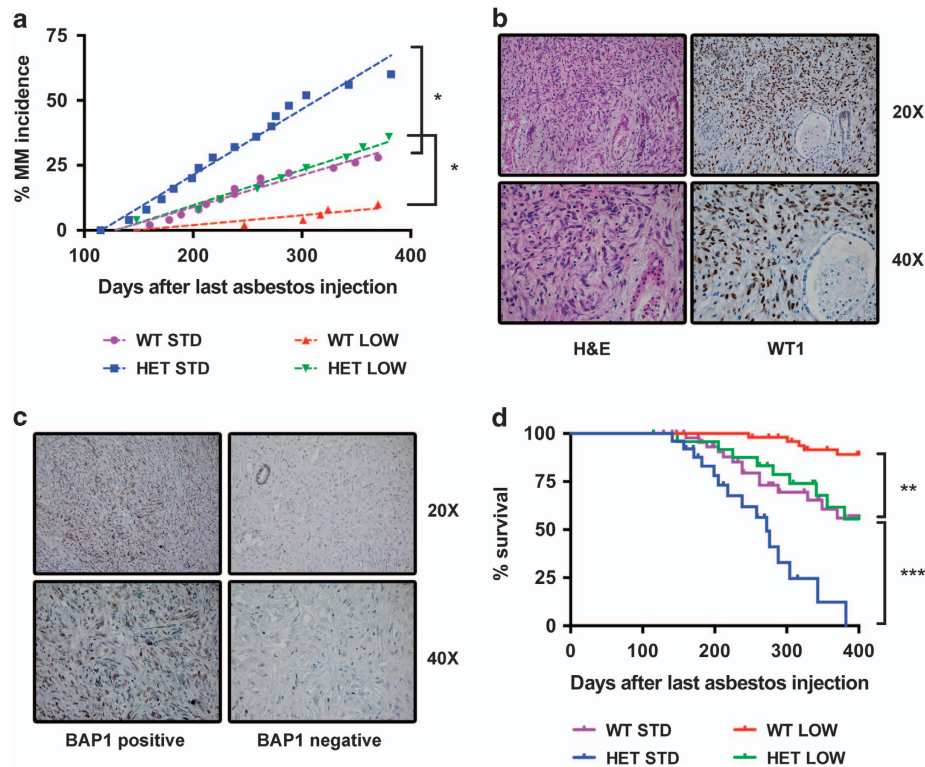 a
75
50
25
0
% MM incidence
*
*
100
200
300
400
Days after last asbestos injection
WT STD
WT LOW
HET STD
HET LOW
b
20X
40X
H&E
WT1
c
20X
40X
BAP1 positive
BAP1 negative
d
100
75
50
25
0
% survival
**
***
0
100
200
300
400
Days after last asbestos injection
WT STD
WT LOW
HET STD
HET LOW